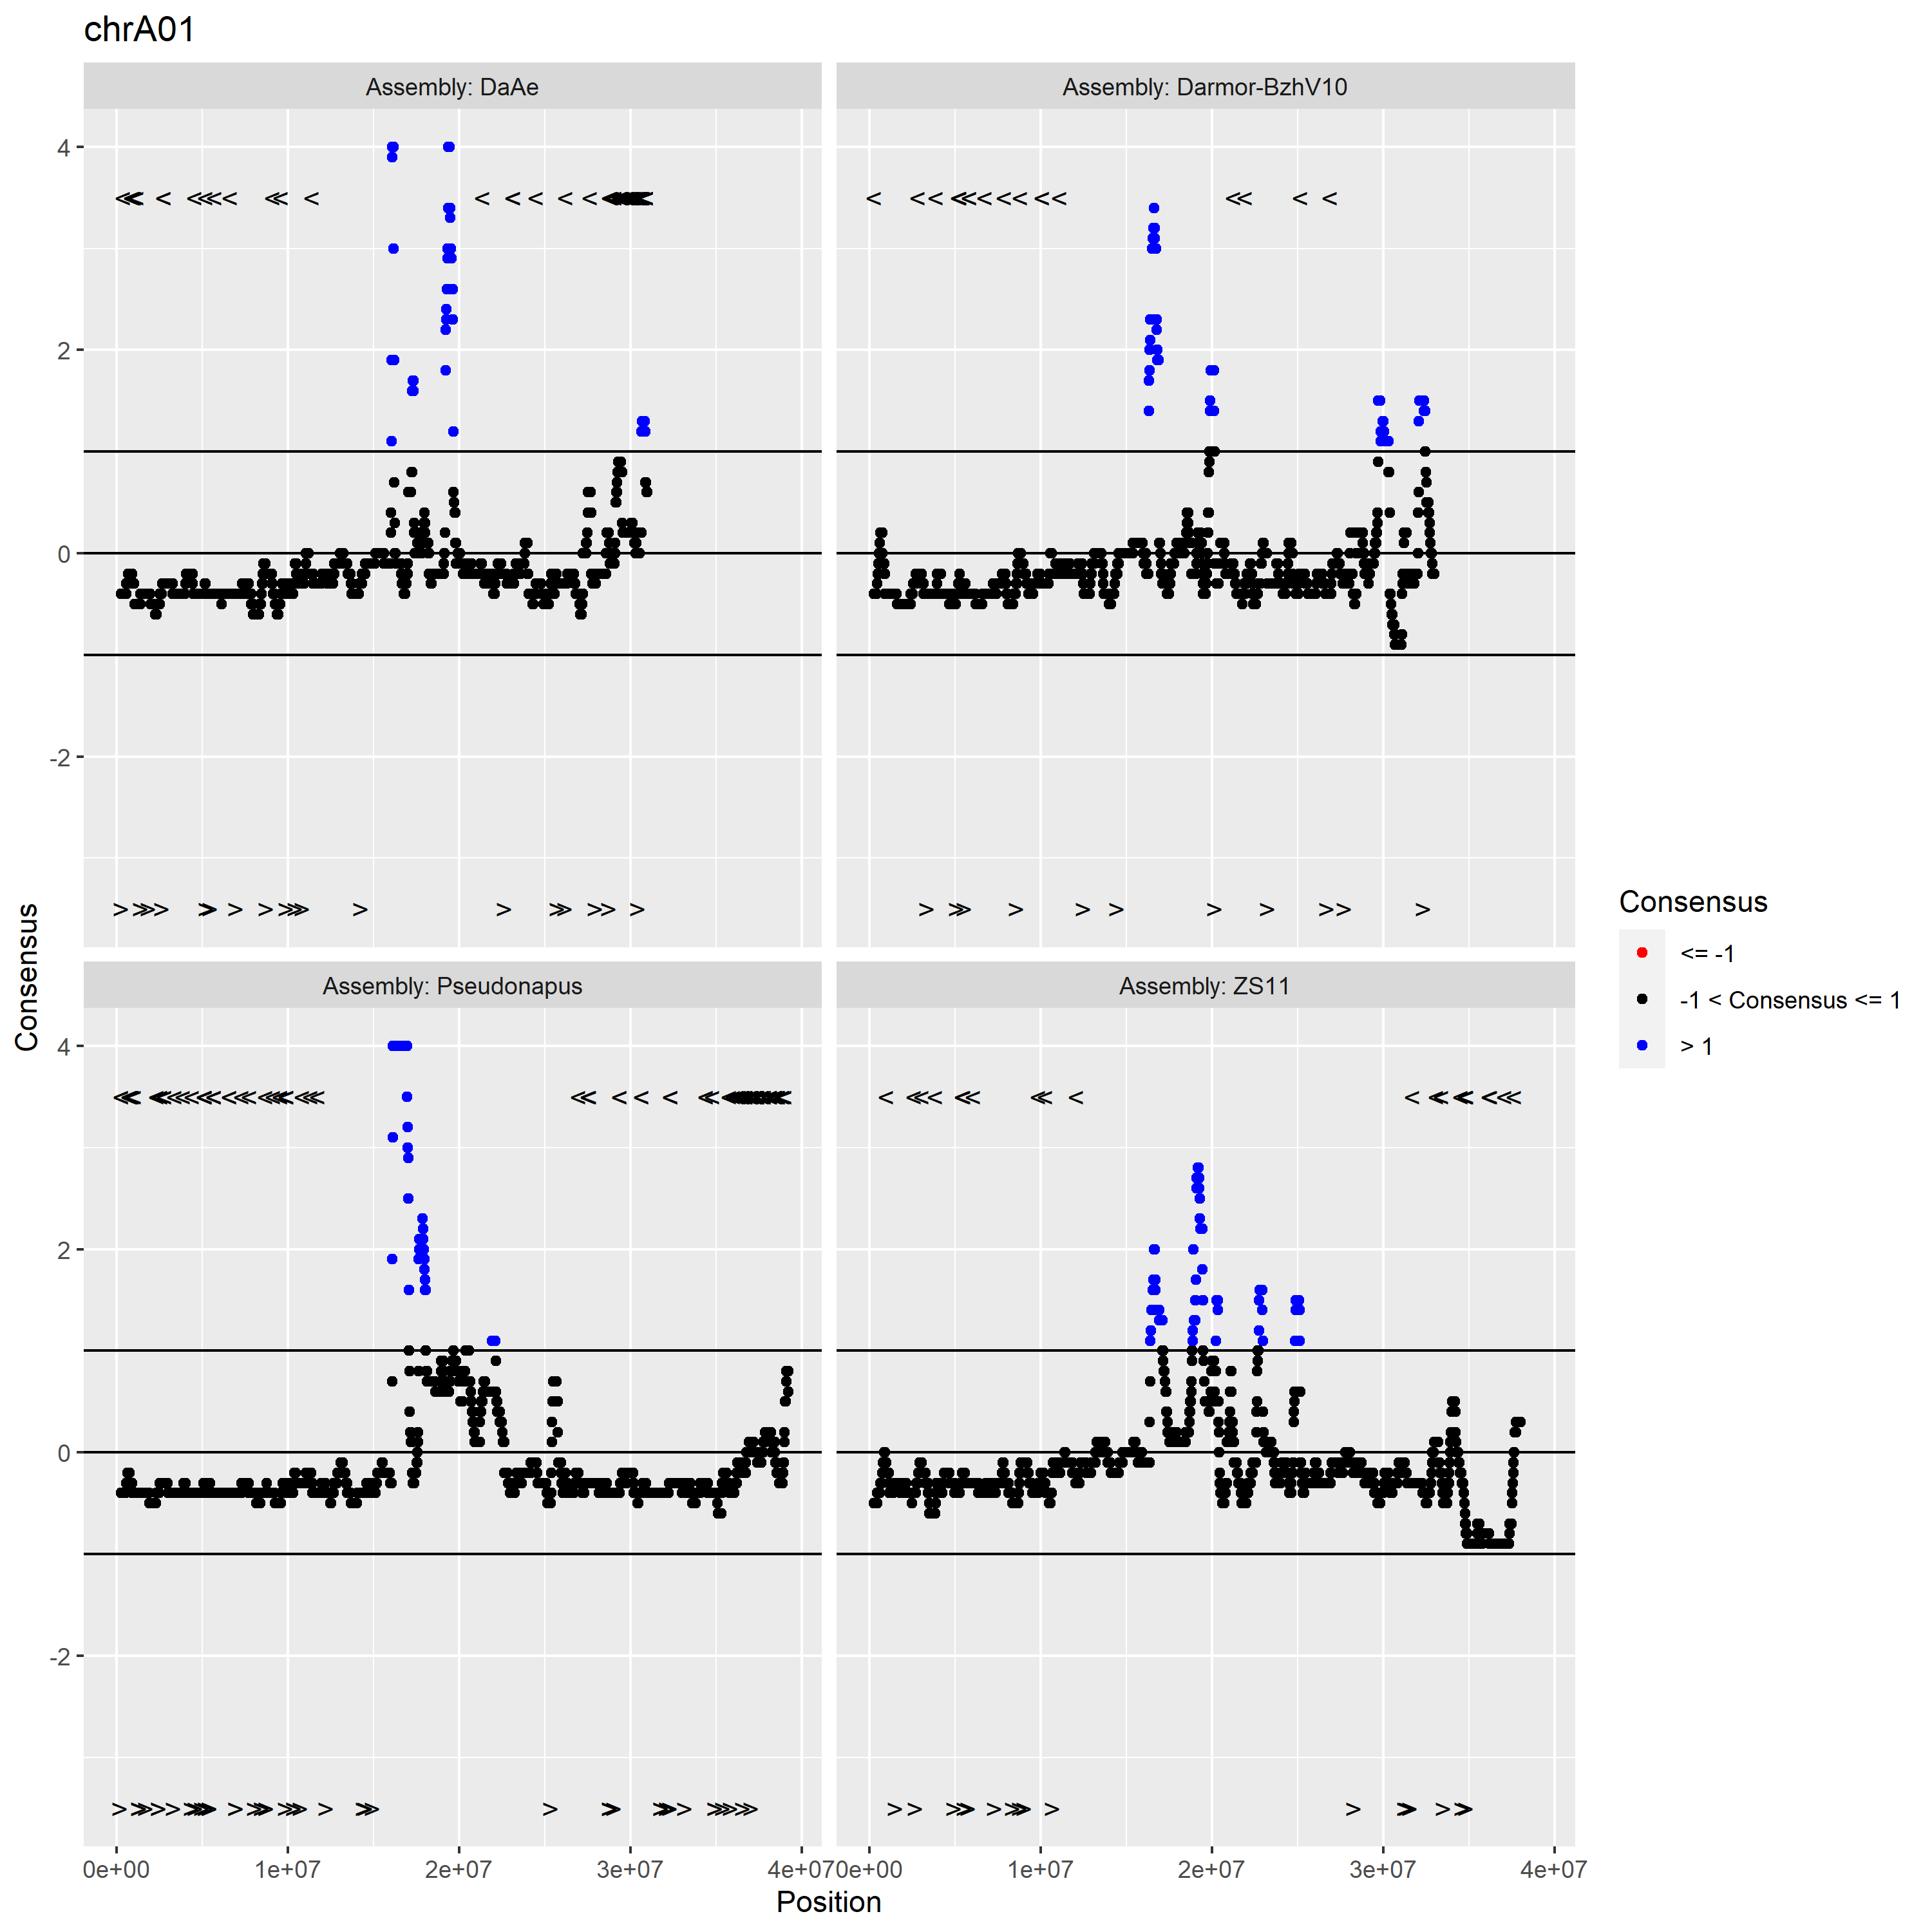 chrA01
Assembly: DaAe
Assembly: Darmor-BzhV10
4
2
0
-2
Assembly: Pseudonapus
Assembly: ZS11
4
2
0
-2
Consensus
0e+00 1e+07 2e+07 3e+07 4e+07
0e+00 1e+07 2e+07 3e+07 4e+07
Position
Consensus
<= -1
-1 < Consensus <= 1
> 1